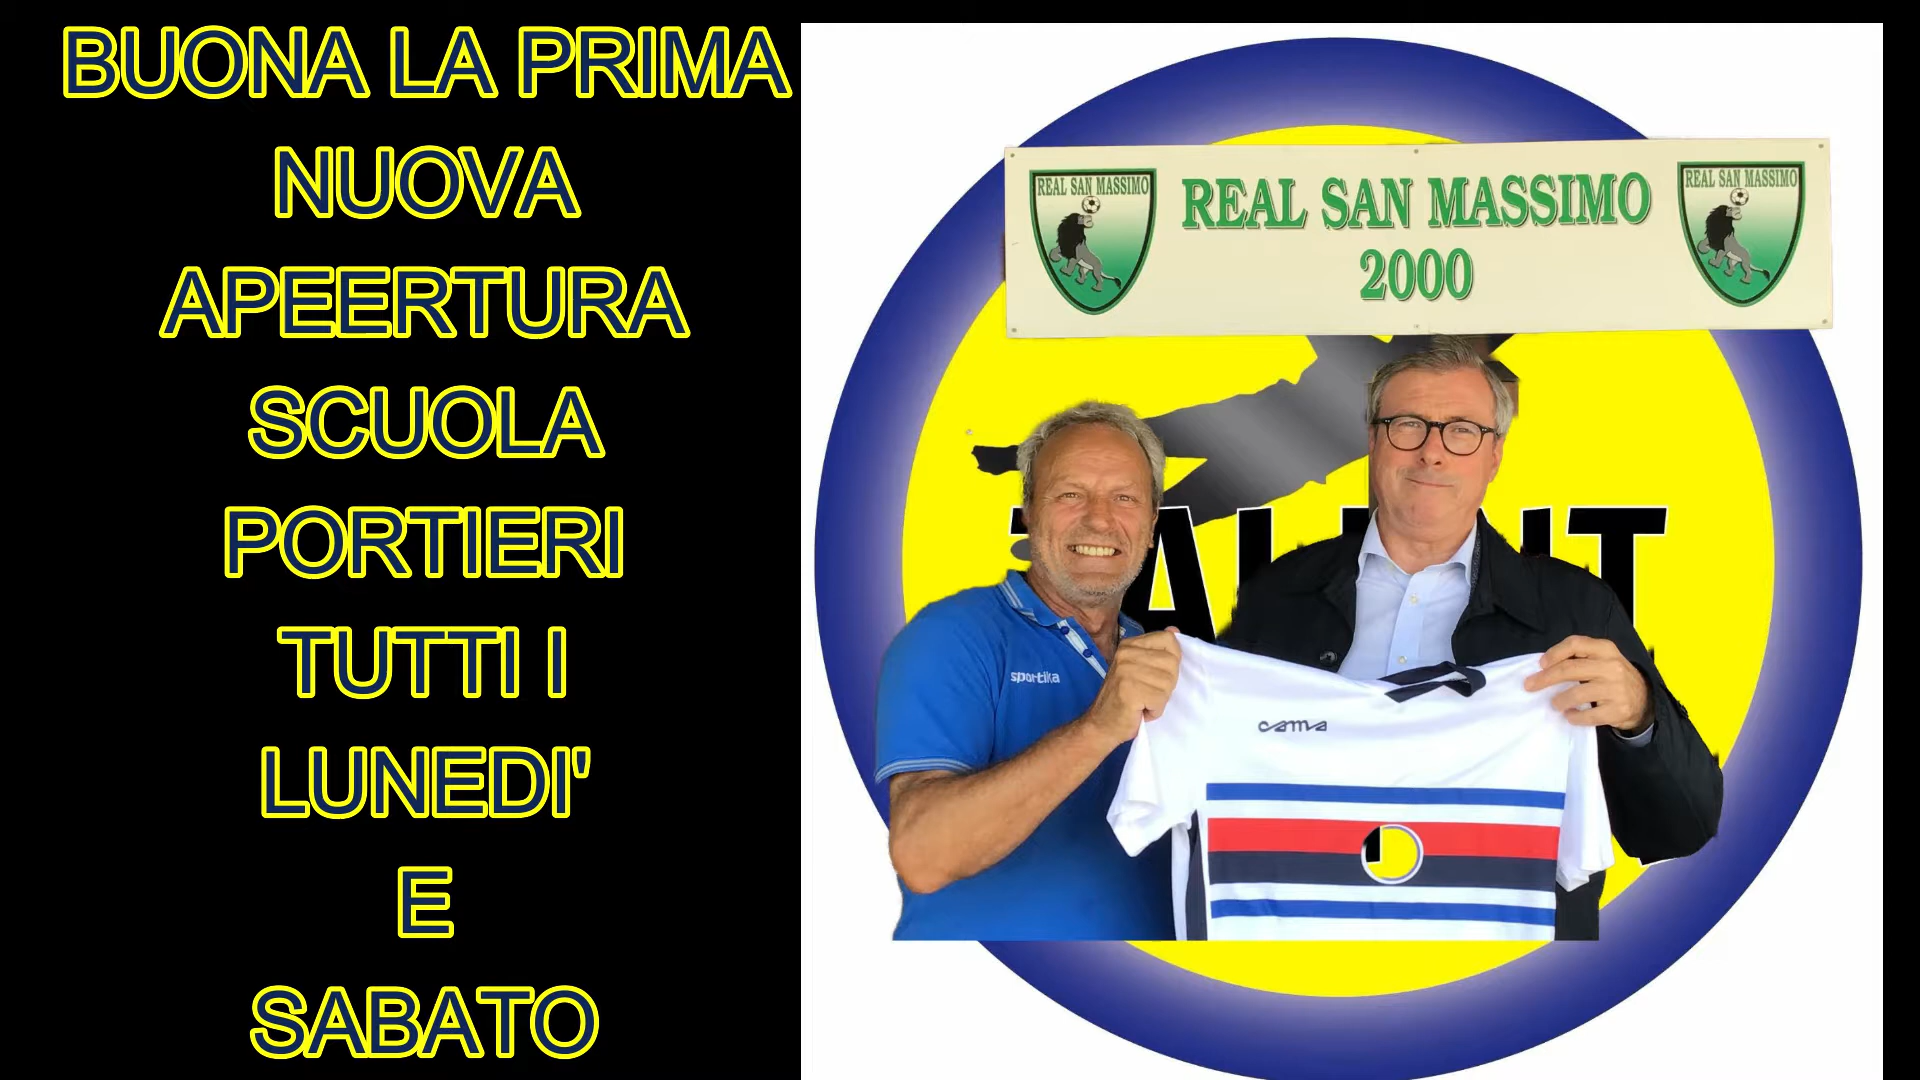 BUONA LA PRIMA
NUOVA
APEERTURA
SCUOLA
PORTIERI
TUTTI I
LUNEDI'
E
SABATO
REAL SAN MASSIMO
REAL SAN MASSIMO
REAL SAN MASSIMO
2000
sportika
cama